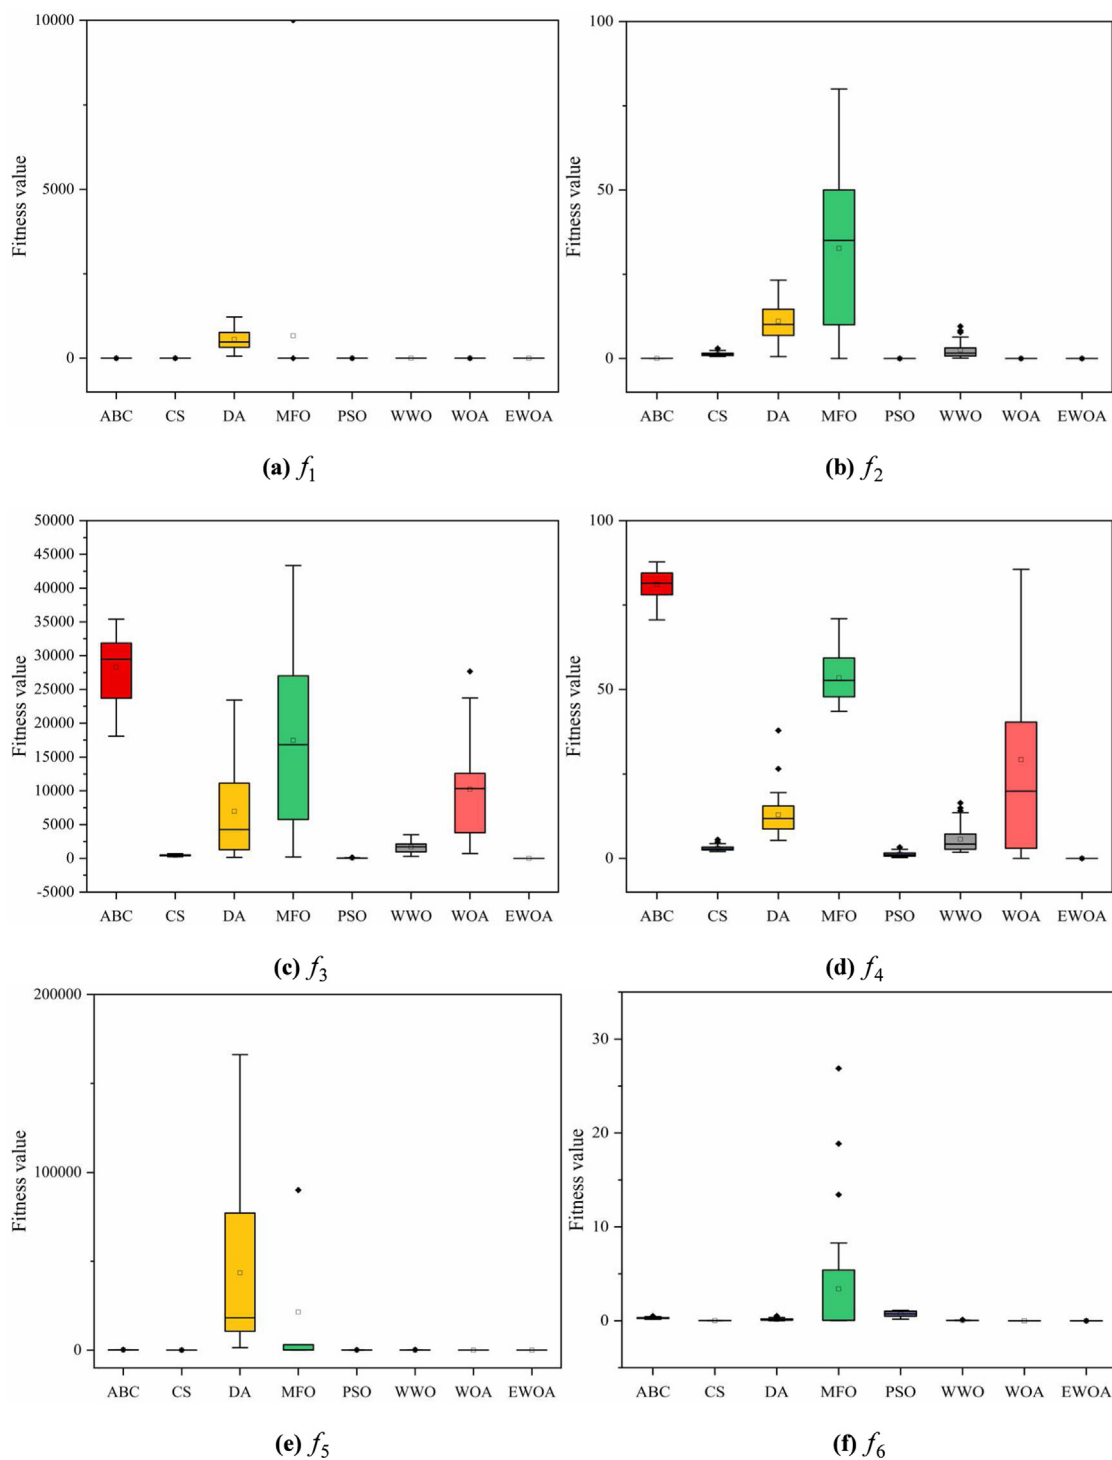 10000
5000
0
Fitness value
ABC CS DA MFO PSO WWO WOA EWOA
(a) f1
100
50
0
Fitness value
ABC CS DA MFO PSO WWO WOA EWOA
(b) f2
50000
45000
40000
35000
30000
25000
20000
15000
10000
5000
0
-5000
Fitness value
ABC CS DA MFO PSO WWO WOA EWOA
(c) f3
100
50
0
Fitness value
ABC CS DA MFO PSO WWO WOA EWOA
(d) f4
200000
100000
0
Fitness value
ABC CS DA MFO PSO WWO WOA EWOA
(e) f5
30
20
10
0
Fitness value
ABC CS DA MFO PSO WWO WOA EWOA
(f) f6